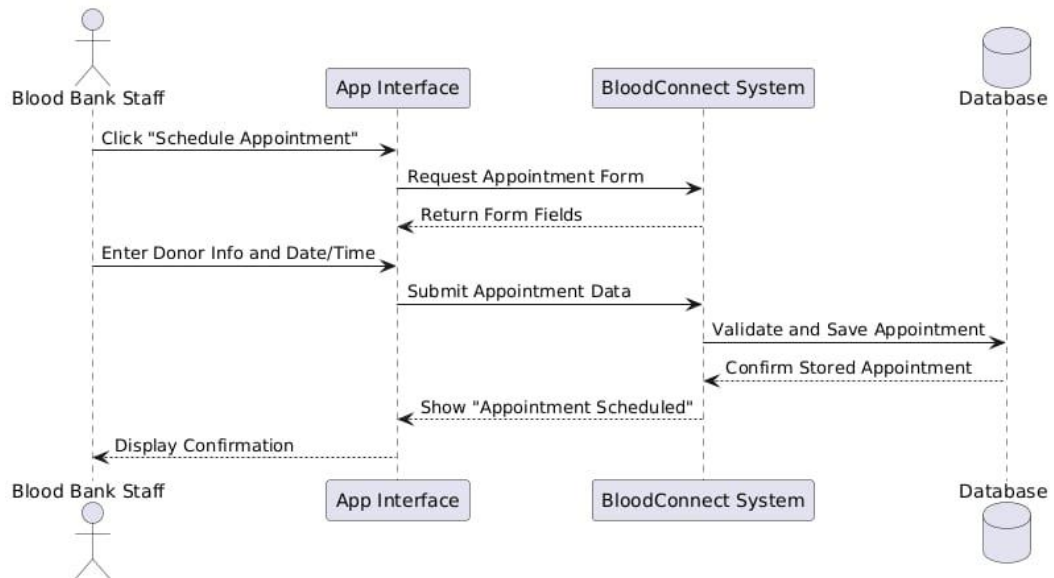 Blood Bank Staff
App Interface
BloodConnect System
Database
Click "Schedule Appointment"
Request Appointment Form
Return Form Fields
Enter Donor Info and Date/Time
Submit Appointment Data
Validate and Save Appointment
Confirm Stored Appointment
Show "Appointment Scheduled"
Display Confirmation
Blood Bank Staff
App Interface
BloodConnect System
Database